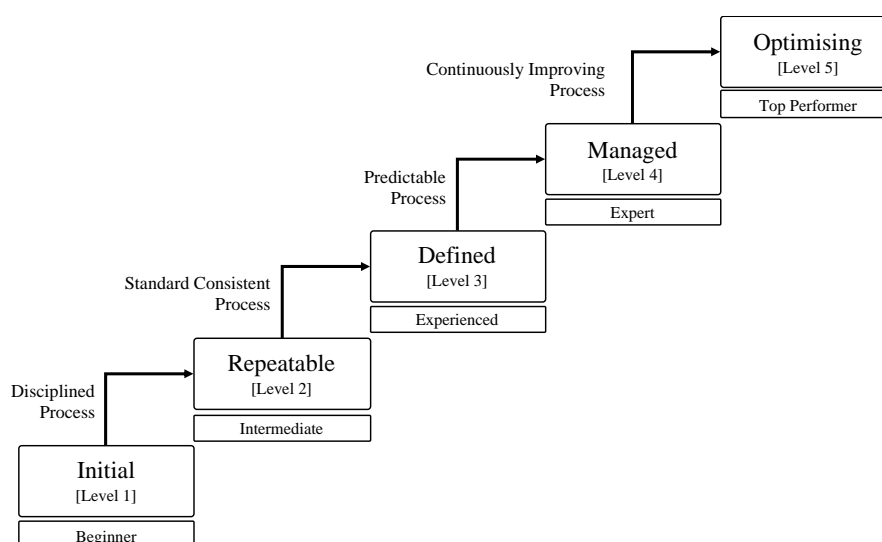 Optimising
[Level 5]
Top Performer
Continuously Improving
Process
Managed
[Level 4]
Expert
Predictable
Process
Defined
[Level 3]
Experienced
Standard Consistent
Process
Repeatable
[Level 2]
Intermediate
Disciplined
Process
Initial
[Level 1]
Beginner